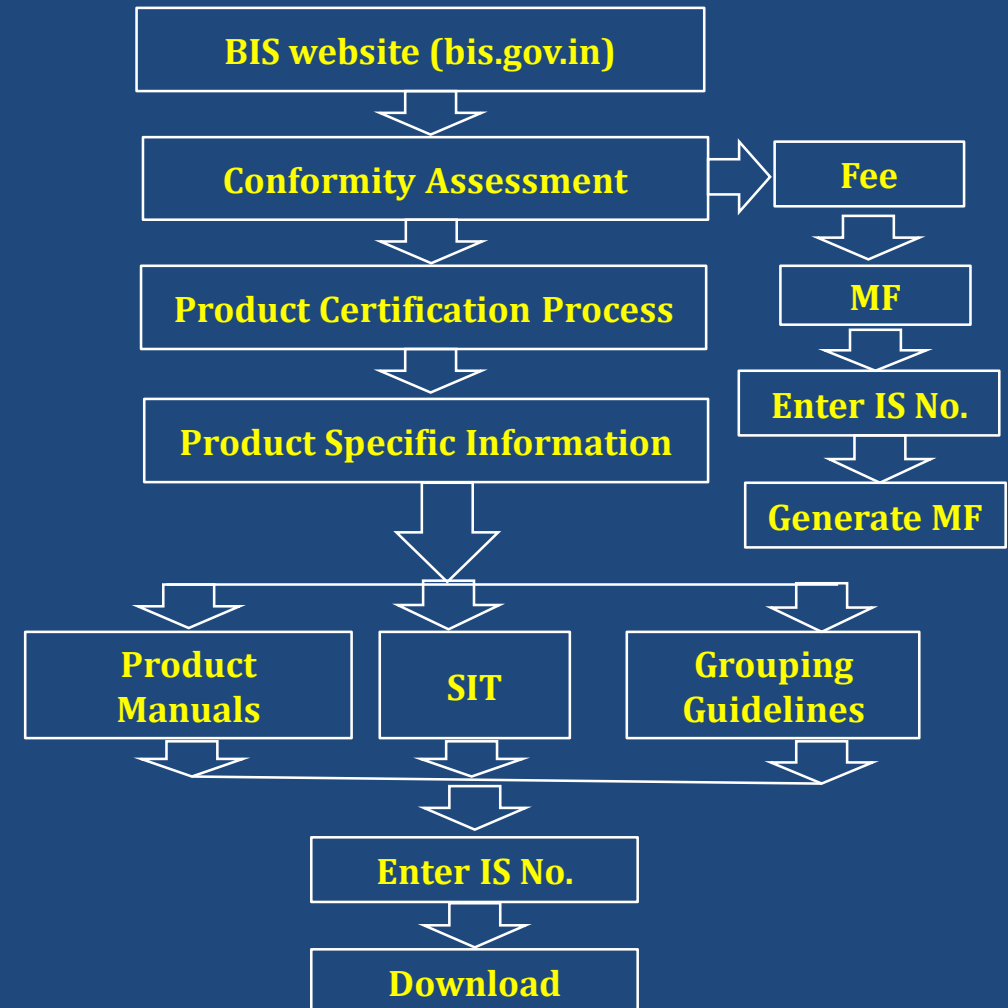 BIS website (bis.gov.in)
Conformity Assessment
Fee
Product Certification Process
MF
Product Specific Information
Enter IS No.
Generate MF
Product
Manuals
SIT
Grouping
Guidelines
Enter IS No.
Download